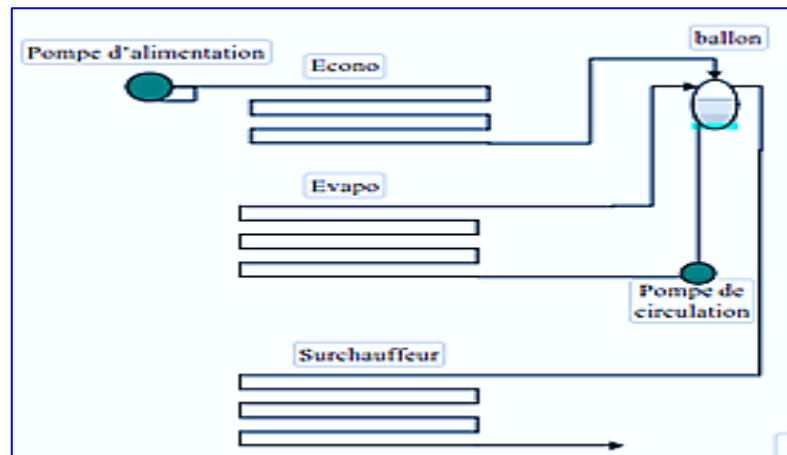 Pompe d'alimentation
Econo
ballon
Evapo
Pompe de
circulation
Surchauffeur